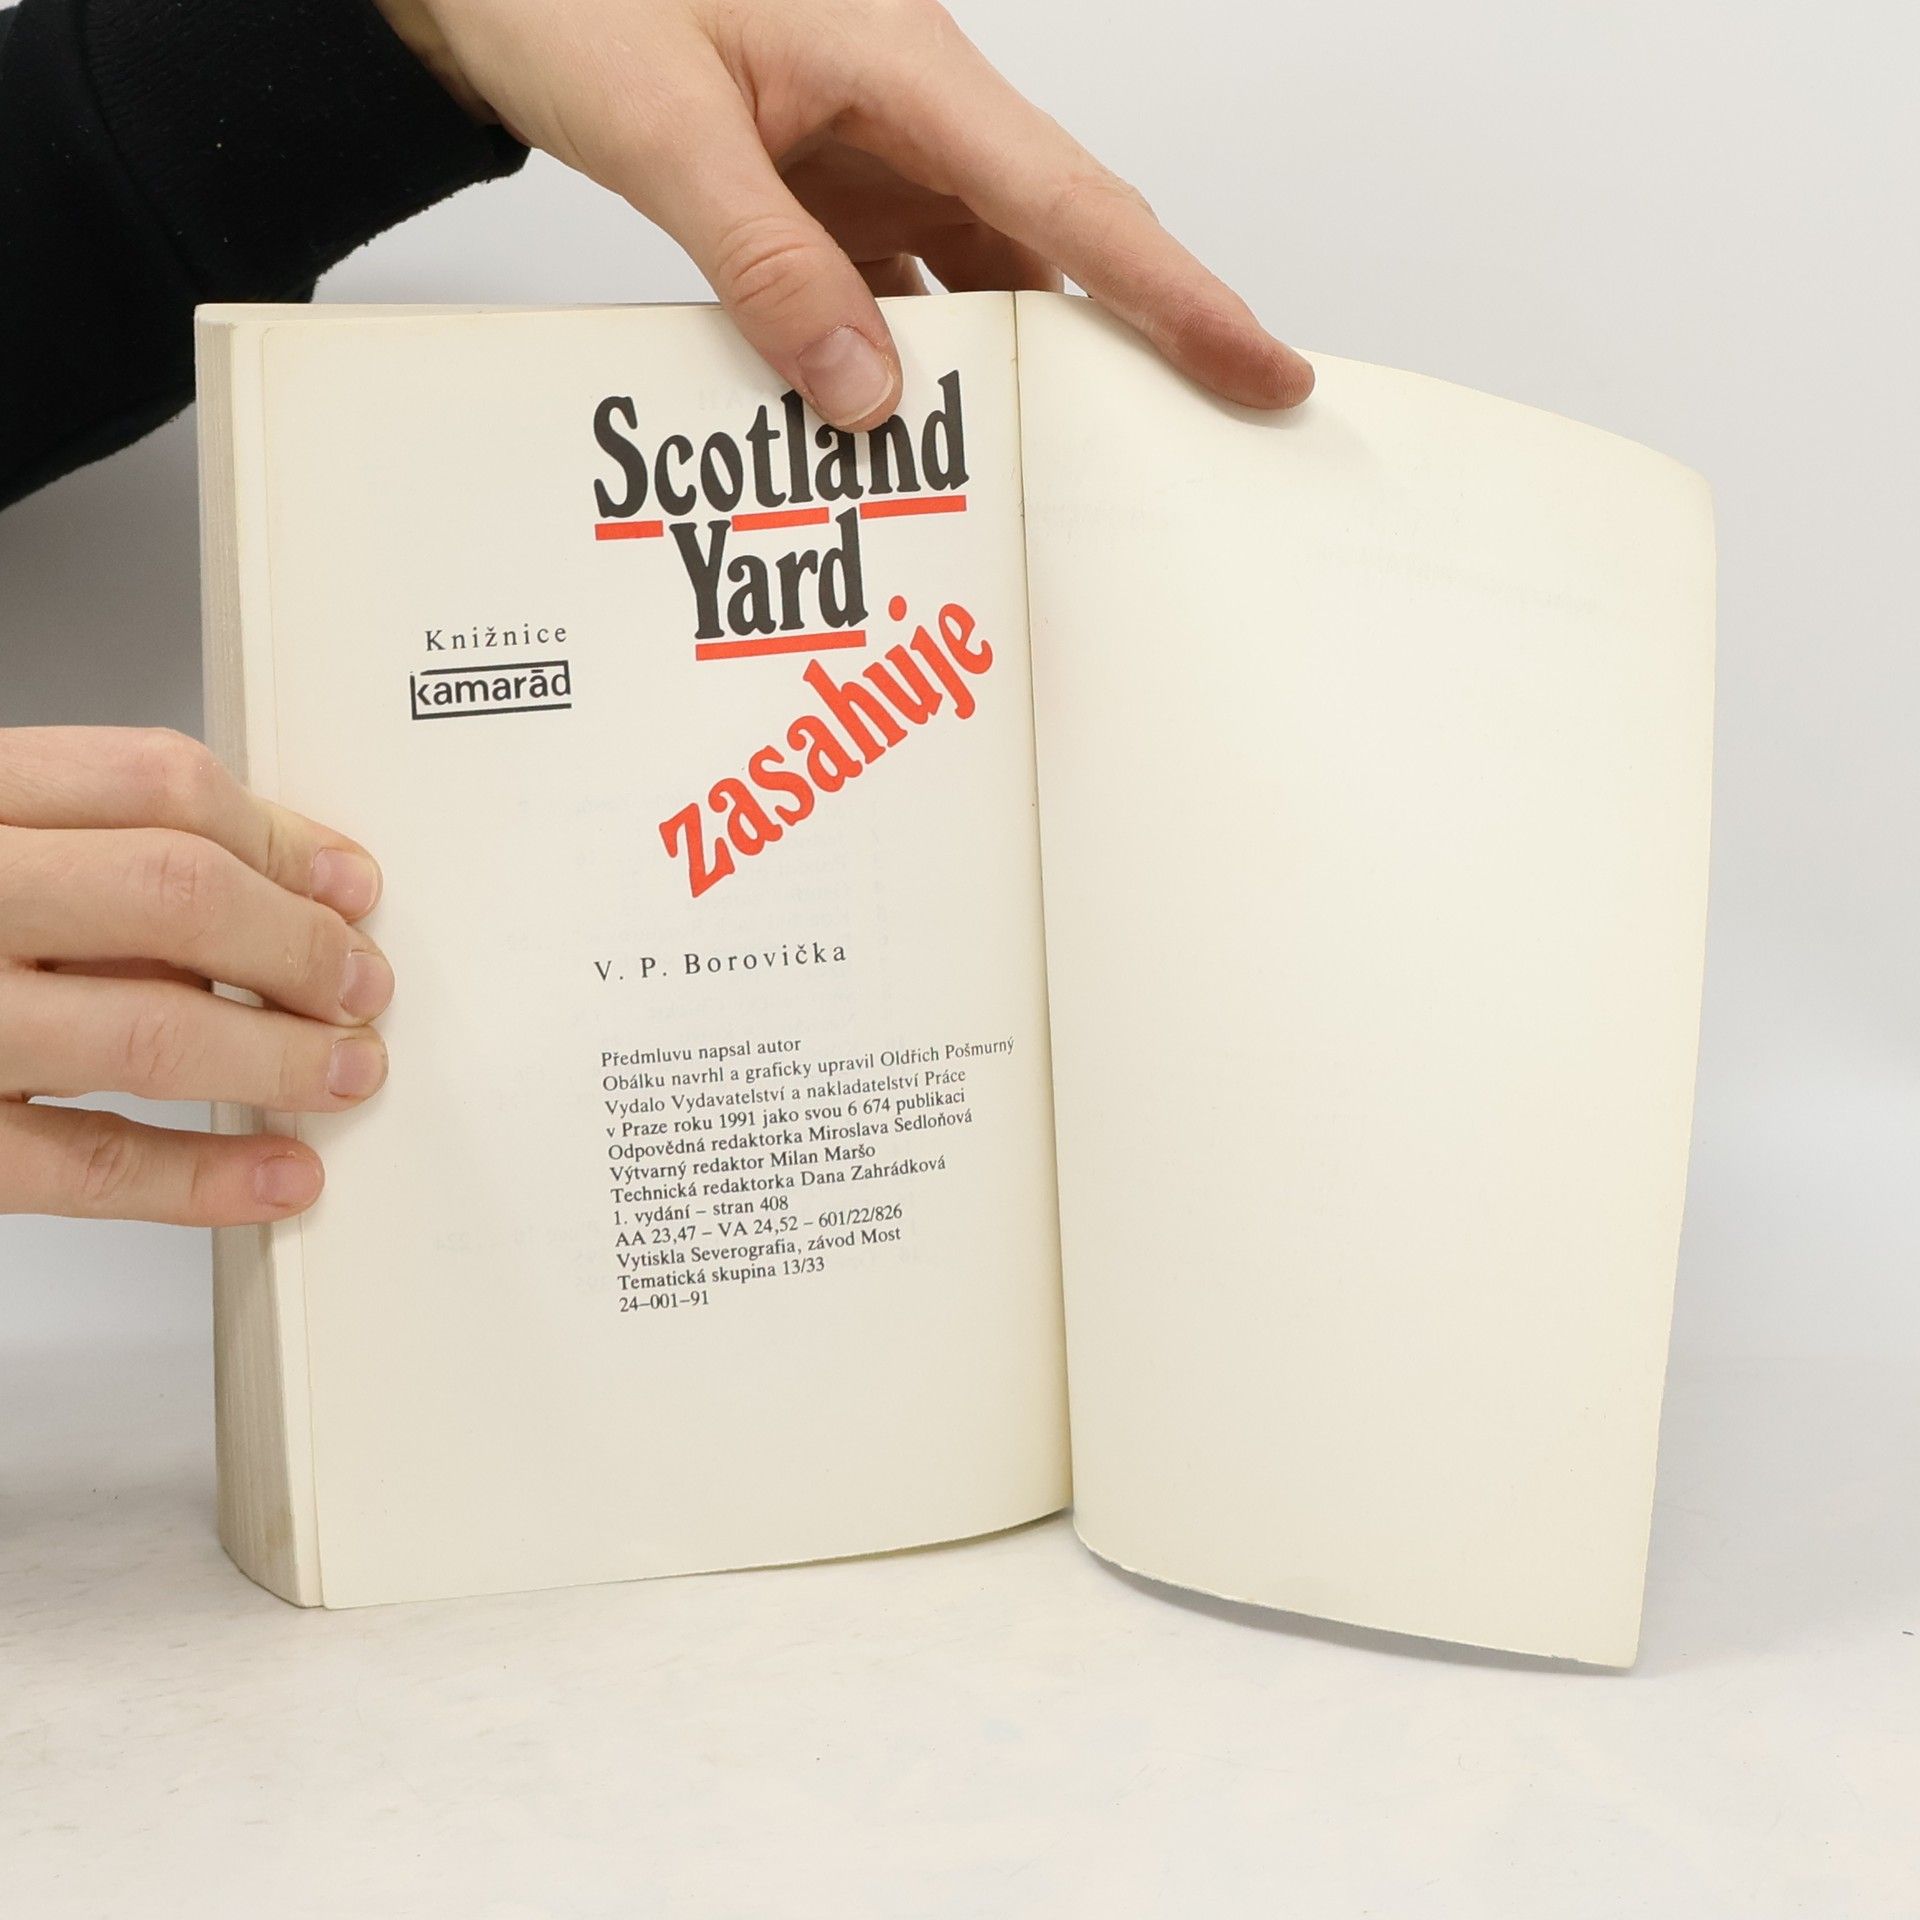 Scotland
Yard
zasahuje
Knižnice
kamarād
V. P. Borovička
Předmluvu napsal autor
Obálku navrhl a graficky upravil Oldřich Pošmurný
Vydalo Vydavatelství a nakladatelství Práce
v Praze roku 1991 jako svou 6 674 publikaci
Odpovědná redaktorka Miroslava Sedloňová
Výtvarný redaktor Milan Maršo
Technická redaktorka Dana Zahrádková
1. vydání – stran 408
AA 23,47 – VA 24,52 – 601/22/826
Vytiskla Severografia, závod Most
Tematická skupina 13/33
24–001–91